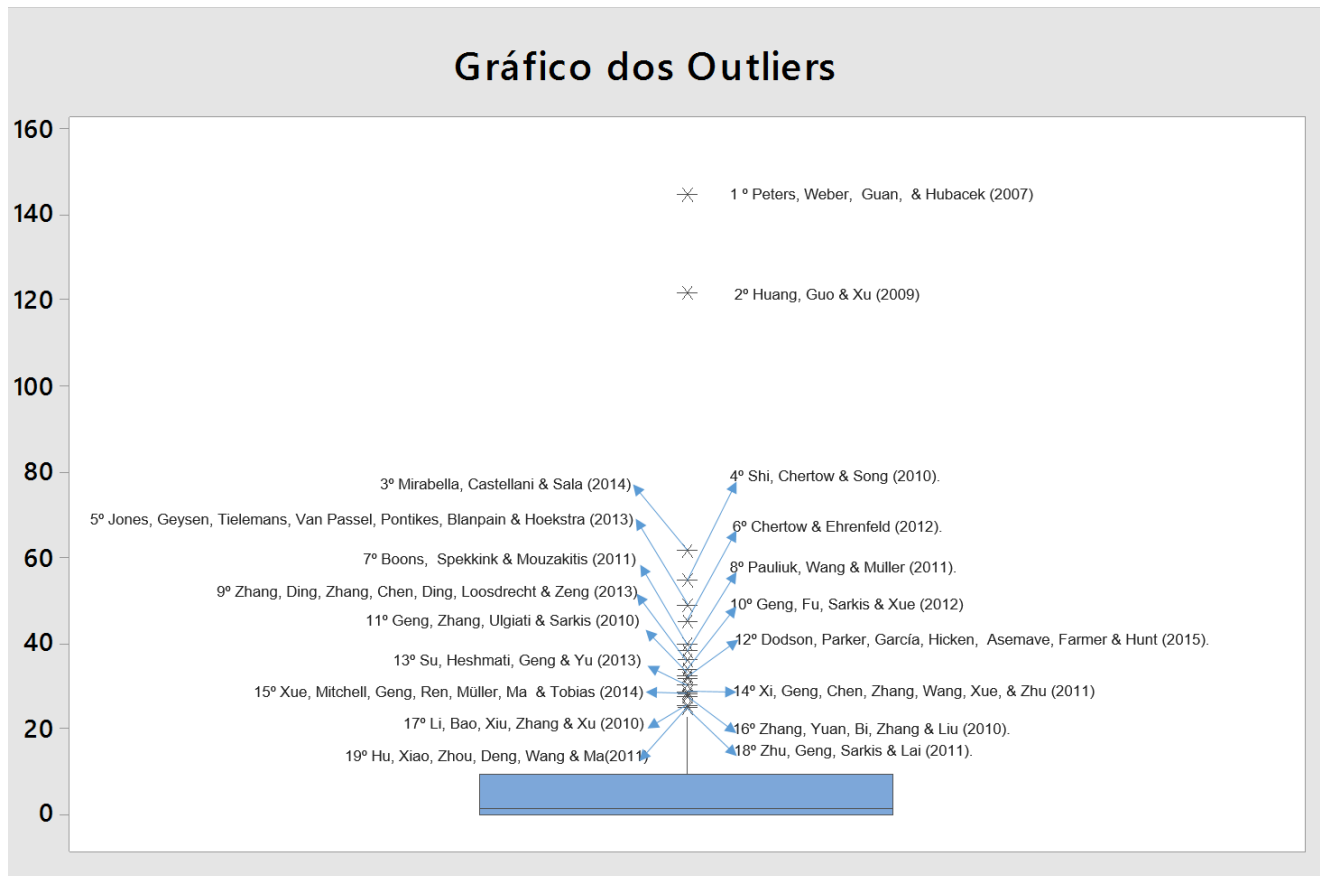 Gráfico dos Outliers
160
140
120
100
80
60
40
20
0
1 º Peters, Weber, Guan, & Hubacek (2007)
2º Huang, Guo & Xu (2009)
3º Mirabella, Castellani & Sala (2014)
4º Shi, Chertow & Song (2010).
5º Jones, Geysen, Tielemans, Van Passel, Pontikes, Blanpain & Hoekstra (2013)
6º Chertow & Ehrenfeld (2012).
7º Boons, Spekkink & Mouzakitis (2011)
8º Pauliuk, Wang & Muller (2011).
9º Zhang, Ding, Zhang, Chen, Ding, Loosdrecht & Zeng (2013)
10º Geng, Fu, Sarkis & Xue (2012)
11º Geng, Zhang, Ulgiati & Sarkis (2010)
12º Dodson, Parker, García, Hicken, Asemave, Farmer & Hunt (2015).
13º Su, Heshmati, Geng & Yu (2013)
14º Xi, Geng, Chen, Zhang, Wang, Xue, & Zhu (2011)
15º Xue, Mitchell, Geng, Ren, Müller, Ma & Tobias (2014)
16º Zhang, Yuan, Bi, Zhang & Liu (2010).
17º Li, Bao, Xiu, Zhang & Xu (2010)
18º Zhu, Geng, Sarkis & Lai (2011).
19º Hu, Xiao, Zhou, Deng, Wang & Ma(2011)